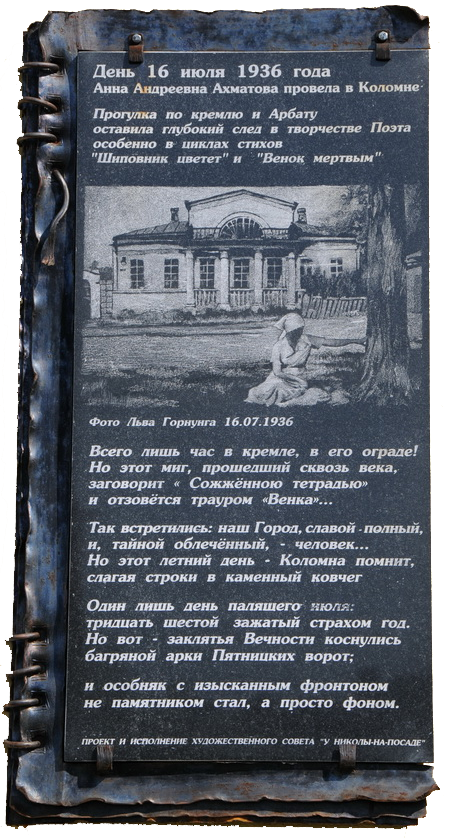 День 16 июля 1936 года
Анна Андреевна Ахматова провела в Коломне
Прогулка по кремлю и Арбату
оставила глубокий след в творчестве Поэта
особенно в циклах стихов
"Шиповник цветет" и "Венок мертвым"
Фото Льва Горнунга 16.07.1936
Всего лишь час в кремле, в его ограде!
Но этот миг, прошедший сквозь века,
заговорит « Сожжённою тетрадью»
и отзовётся трауром «Венка»...
Так встретились: наш Город, славой - полный,
и, тайной облечённый, - человек...
Но этот летний день - Коломна помнит,
слагая строки в каменный ковчег
Один лишь день палящего июля:
тридцать шестой зажатый страхом год.
Но вот - заклятья Вечности коснулись
багряной арки Пятницких ворот;
и особняк с изысканным фронтоном
не памятником стал, а просто фоном.
ПРОЕКТ И ИСПОЛНЕНИЕ ХУДОЖЕСТВЕННОГО СОВЕТА "У НИКОЛЫ-НА-ПОСАДЕ"